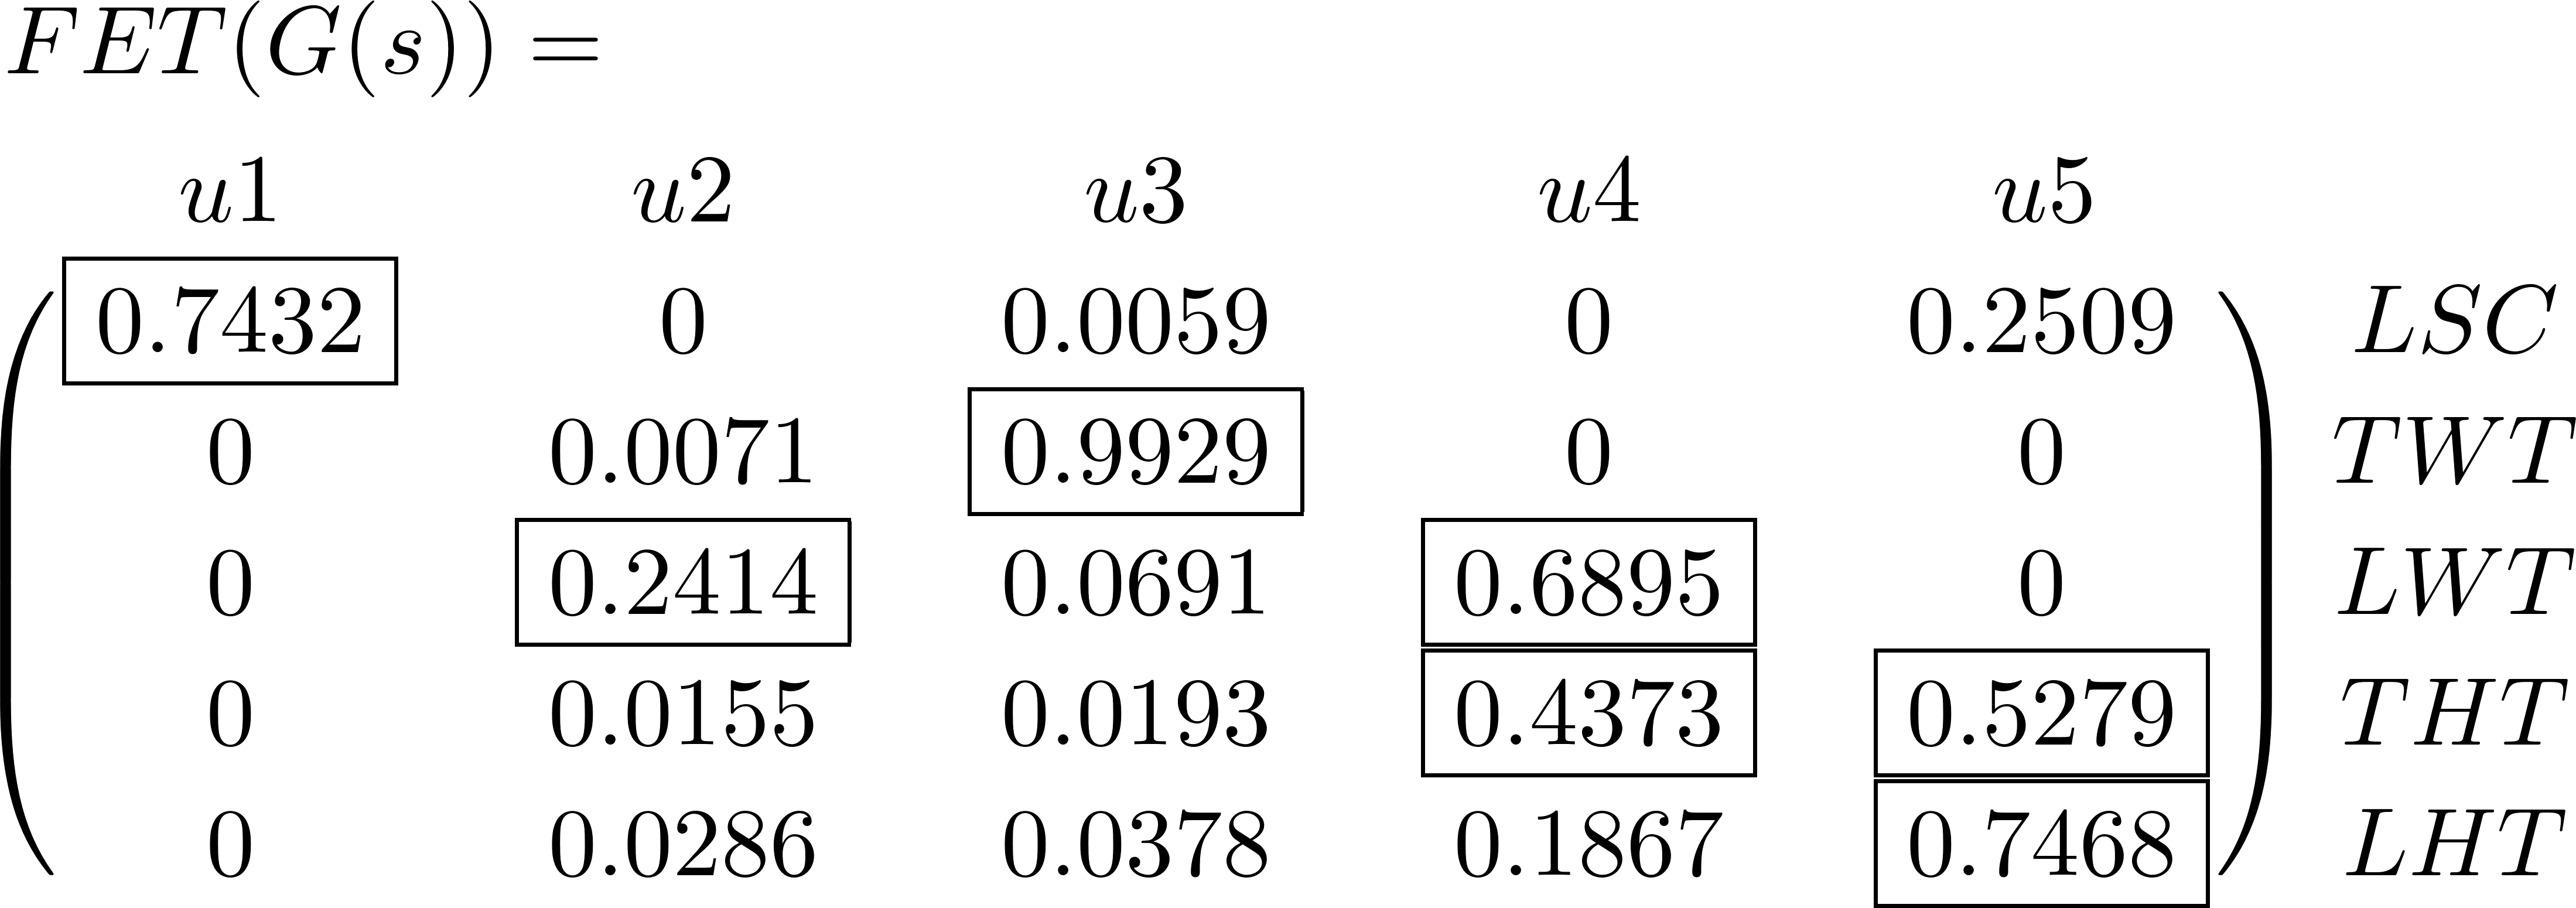 FET(G(s)) =
u1 u2 u3 u4 u5
0.7432 0 0.0059 0 0.2509 LSC
0 0.0071 0.9929 0 0 TWT
0 0.2414 0.0691 0.6895 0 LWT
0 0.0155 0.0193 0.4373 0.5279 THT
0 0.0286 0.0378 0.1867 0.7468 LHT